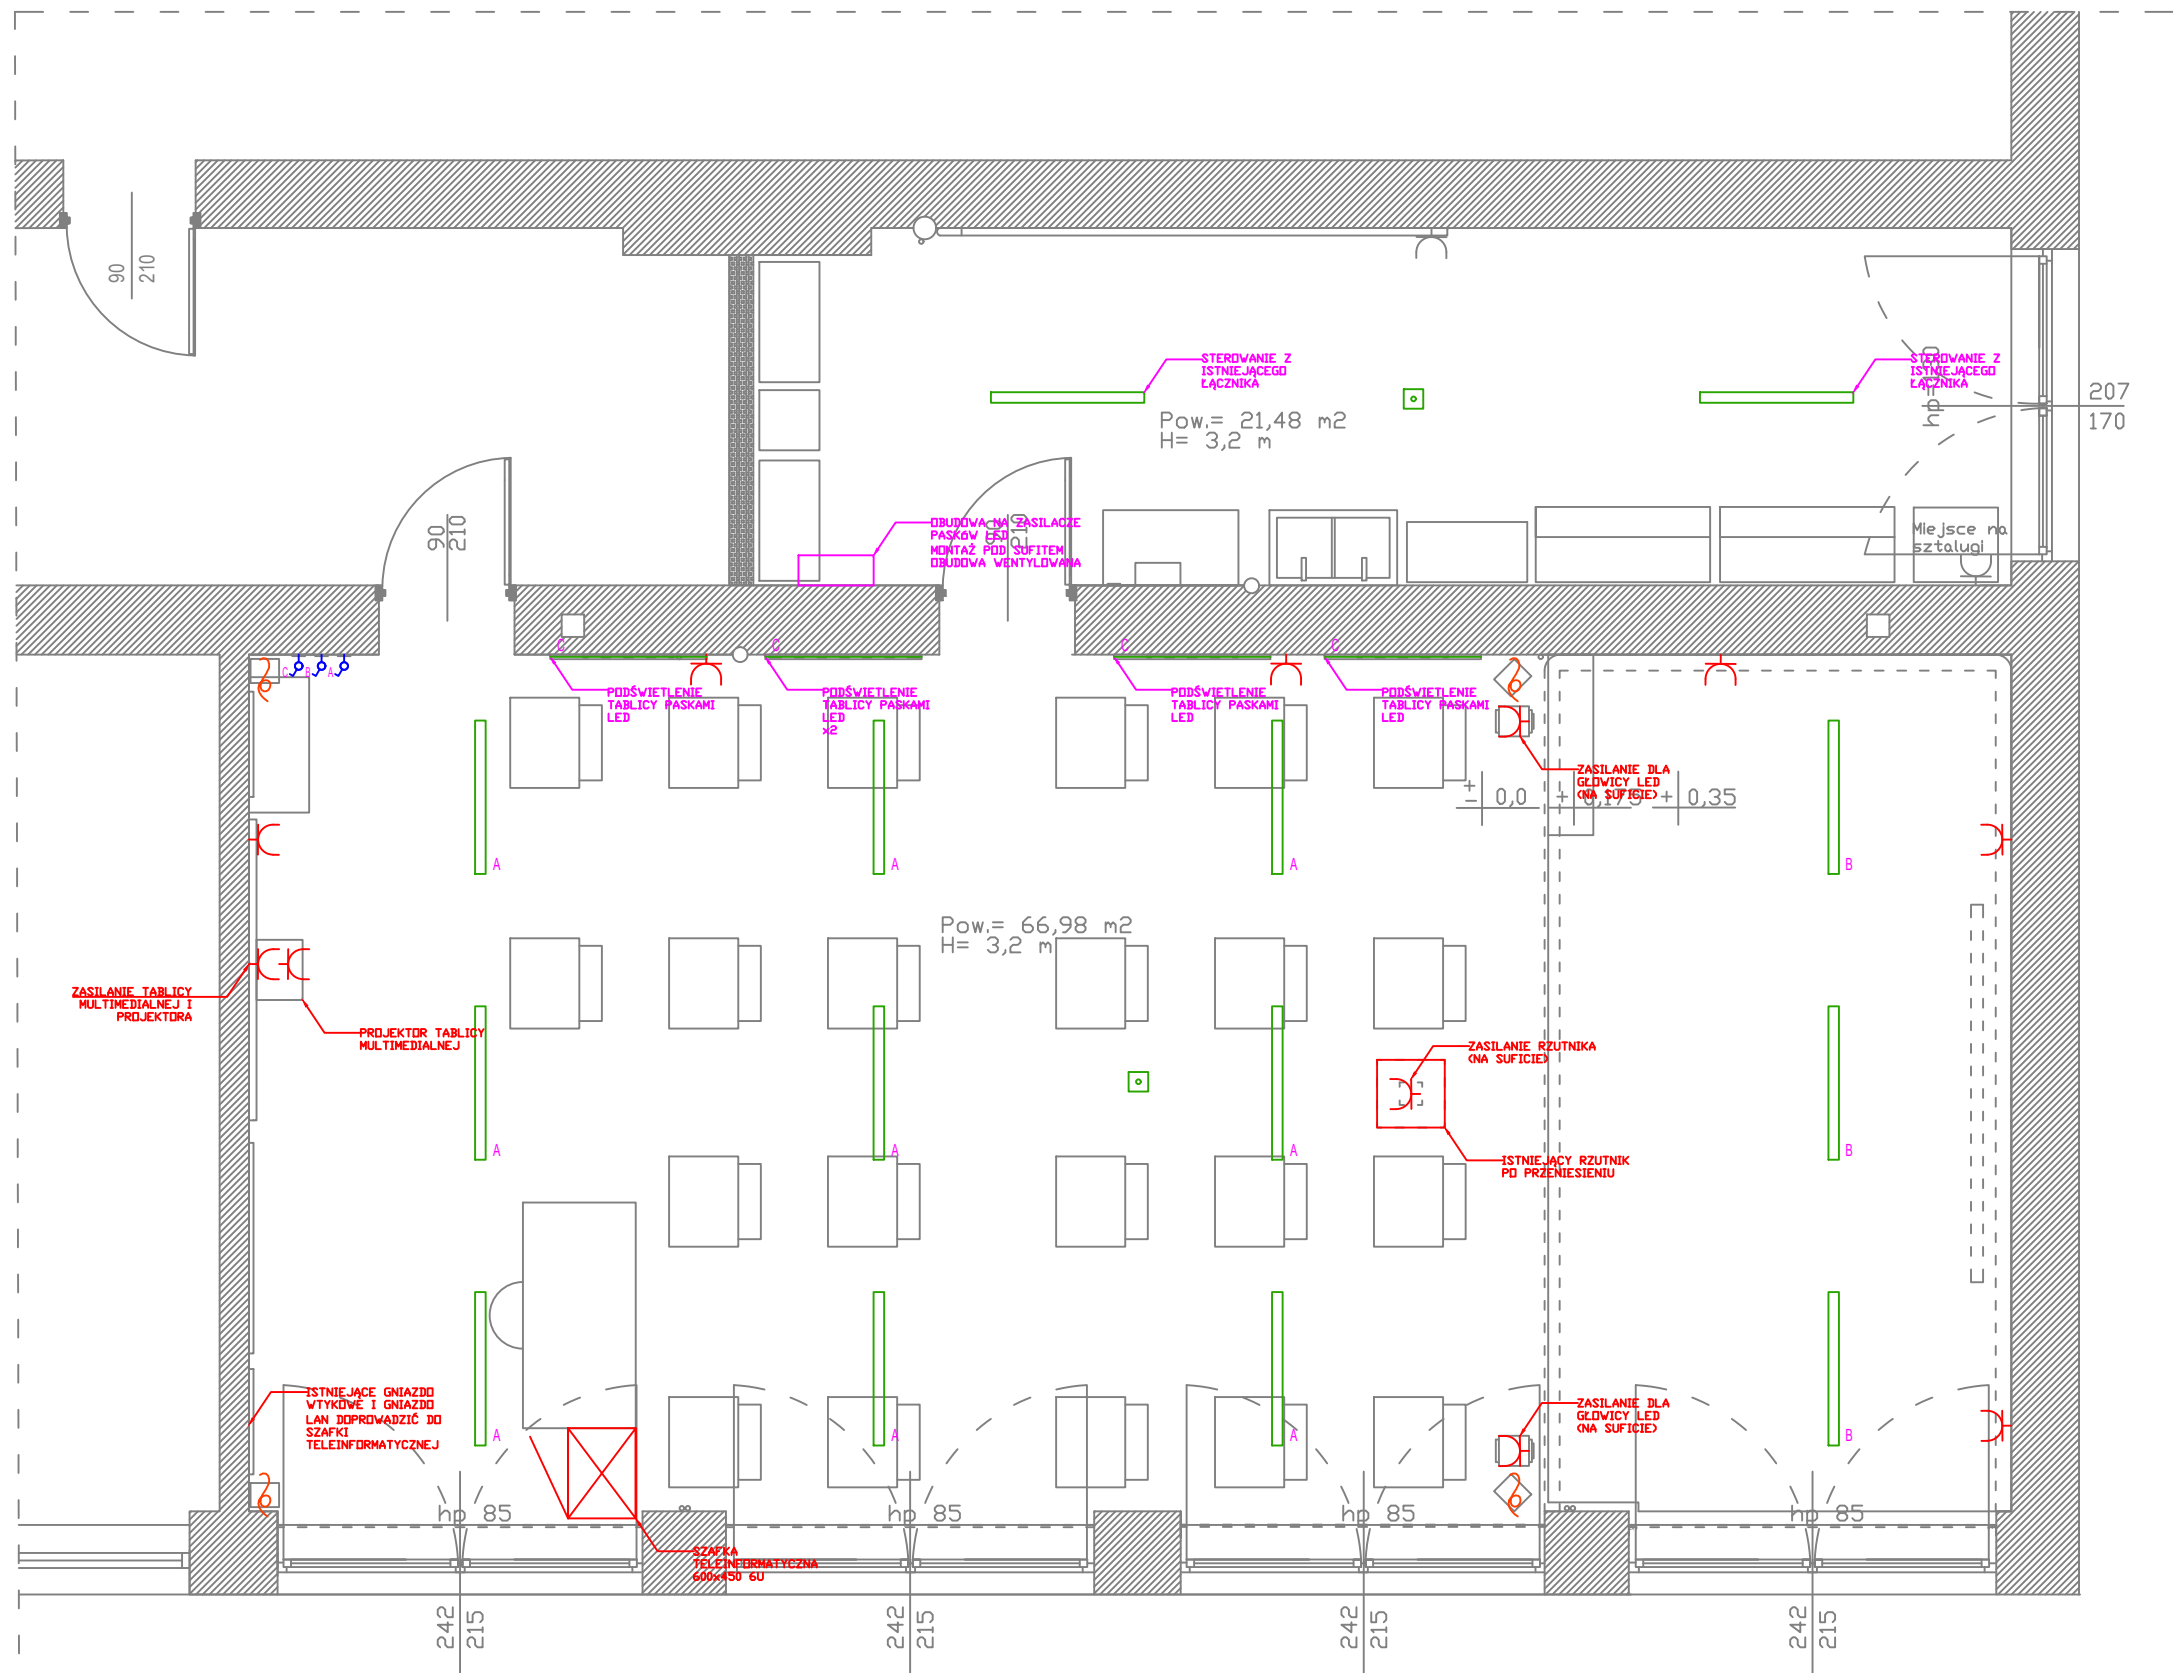 90
210
STEROWANIE Z
ISTNIEJĄCEGO
ŁĄCZNIKA
STEROWANIE Z
ISTNIEJĄCEGO
ŁĄCZNIKA
207
170
Pow.= 21,48 m2
H= 3,2 m
90
210
OBUDOWA NA ZASILACZE
PASKÓW LED
MONTAŻ POD SUFITEM
OBUDOWA WENTYLOWANA
90
210
Miejsce na
sztalugi
C
C
C
C
C
B
A
PODŚWIETLENIE
TABLICY PASKAMI
LED
PODŚWIETLENIE
TABLICY PASKAMI
LED
x2
PODŚWIETLENIE
TABLICY PASKAMI
LED
PODŚWIETLENIE
TABLICY PASKAMI
LED
ZASILANIE DLA
GŁOWICY LED
(NA SUFICIE)
+
- 0,0
+ 0,175
+ 0,35
A
A
A
B
Pow.= 66,98 m2
H= 3,2 m
ZASILANIE TABLICY
MULTIMEDIALNEJ I
PROJEKTORA
PROJEKTOR TABLICY
MULTIMEDIALNEJ
ZASILANIE RZUTNIKA
(NA SUFICIE)
A
A
A
B
ISTNIEJĄCY RZUTNIK
PO PRZENIESIENIU
ISTNIEJĄCE GNIAZDO
WTYKOWE I GNIAZDO
LAN DOPROWADZIĆ DO
SZAFKI
TELEINFORMATYCZNEJ
ZASILANIE DLA
GŁOWICY LED
(NA SUFICIE)
A
A
A
B
hp 85
hp 85
hp 85
hp 85
SZAFKA
TELEINFORMATYCZNA
600x450 6U
242
215
242
215
242
215
242
215